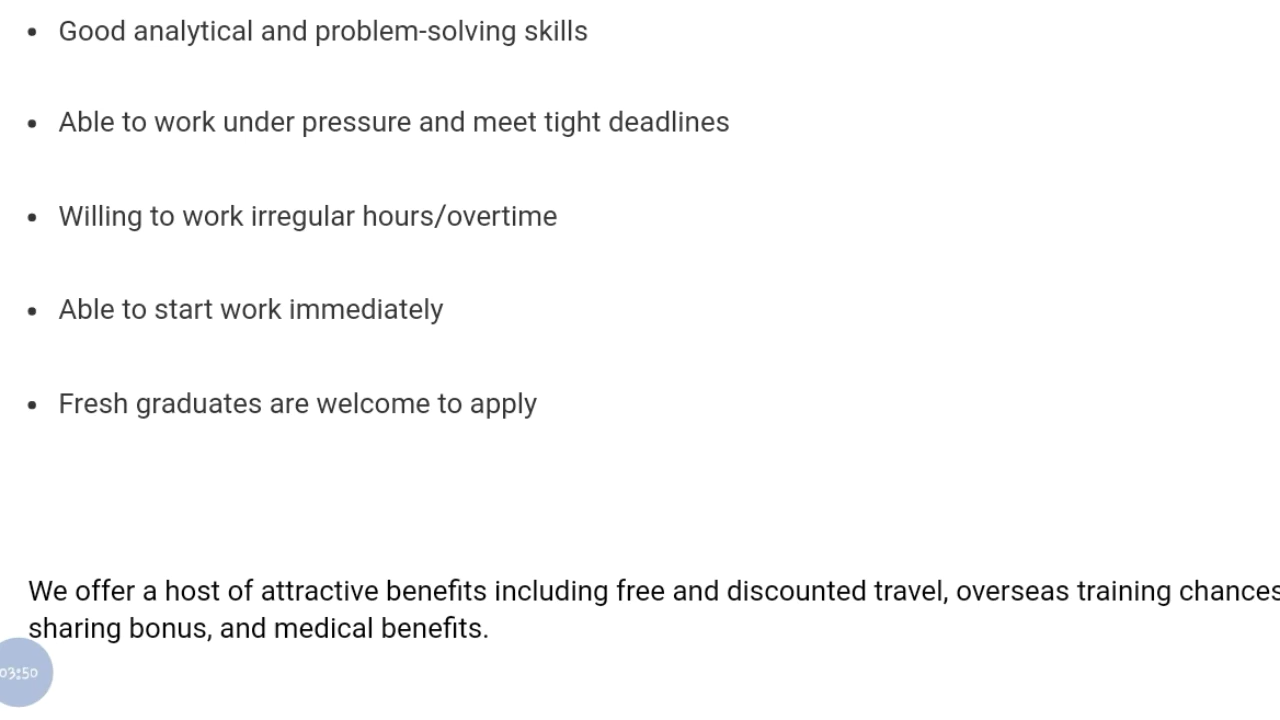 • Good analytical and problem-solving skills
• Able to work under pressure and meet tight deadlines
• Willing to work irregular hours/overtime
• Able to start work immediately
• Fresh graduates are welcome to apply
We offer a host of attractive benefits including free and discounted travel, overseas training chances
sharing bonus, and medical benefits.
03:50